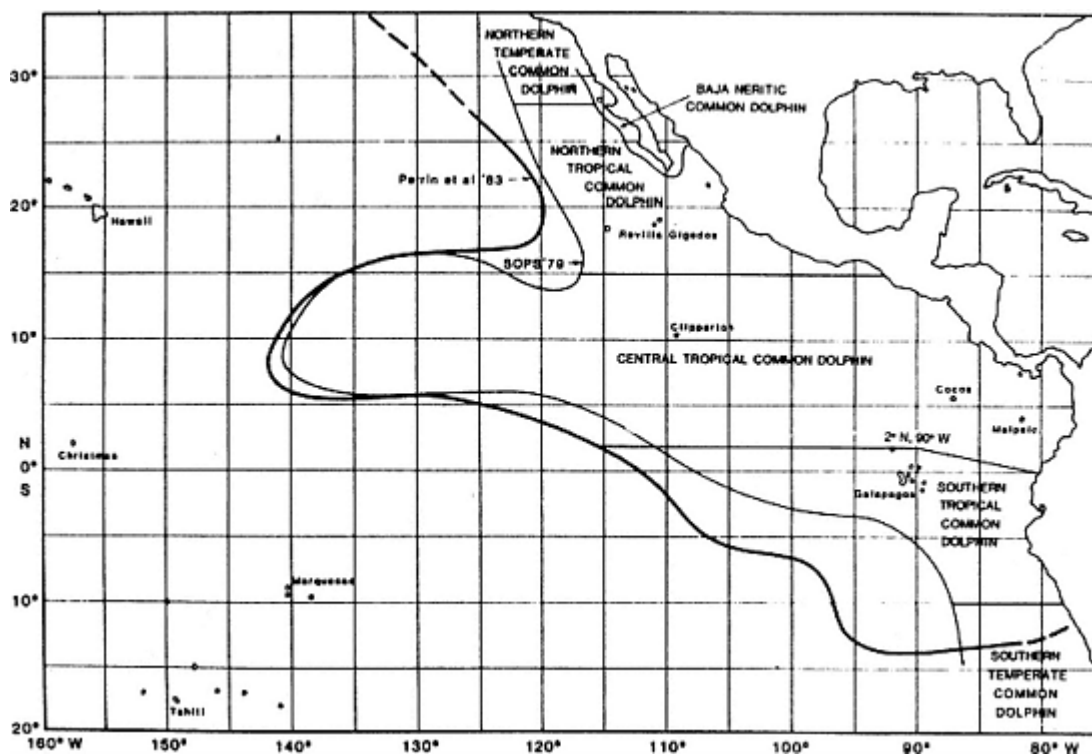 NORTHERN
TEMPERATE
COMMON
DOLPHIN
BAJA NERITIC
COMMON DOLPHIN
30°
NORTHERN
TROPICAL
COMMON
DOLPHIN
Perrin et al '83
20°
Hawaii
Revilla Gigedos
SOPS '79
10°
Clipperton
CENTRAL TROPICAL COMMON DOLPHIN
Cocos
Malpelo
2° N, 90° W
N
0°
S
Christmas
Galapagos
SOUTHERN
TROPICAL
COMMON
DOLPHIN
Marquesas
10°
SOUTHERN
TEMPERATE
COMMON
DOLPHIN
Tahiti
20°
160° W
140°
130°
120°
110°
100°
90°
80° W